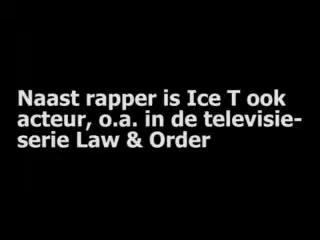 Naast rapper is Ice T ook
acteur, o.a. in de televisie-
serie Law & Order